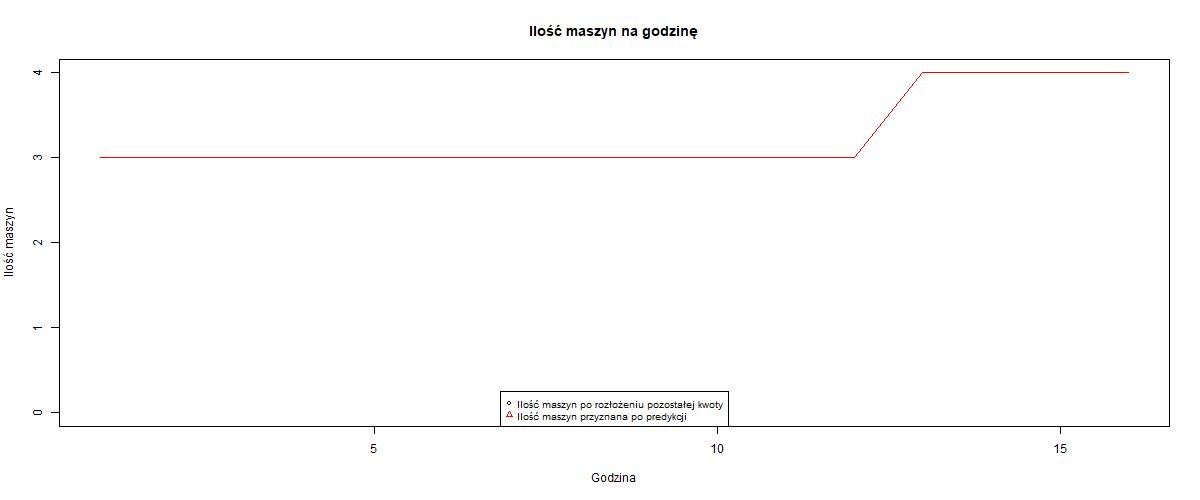 Ilość maszyn na godzinę
Ilość maszyn
4
3
2
1
0
Ilość maszyn po rozłożeniu pozostałej kwoty
Ilość maszyn przyznana po predykcji
5 10 15
Godzina